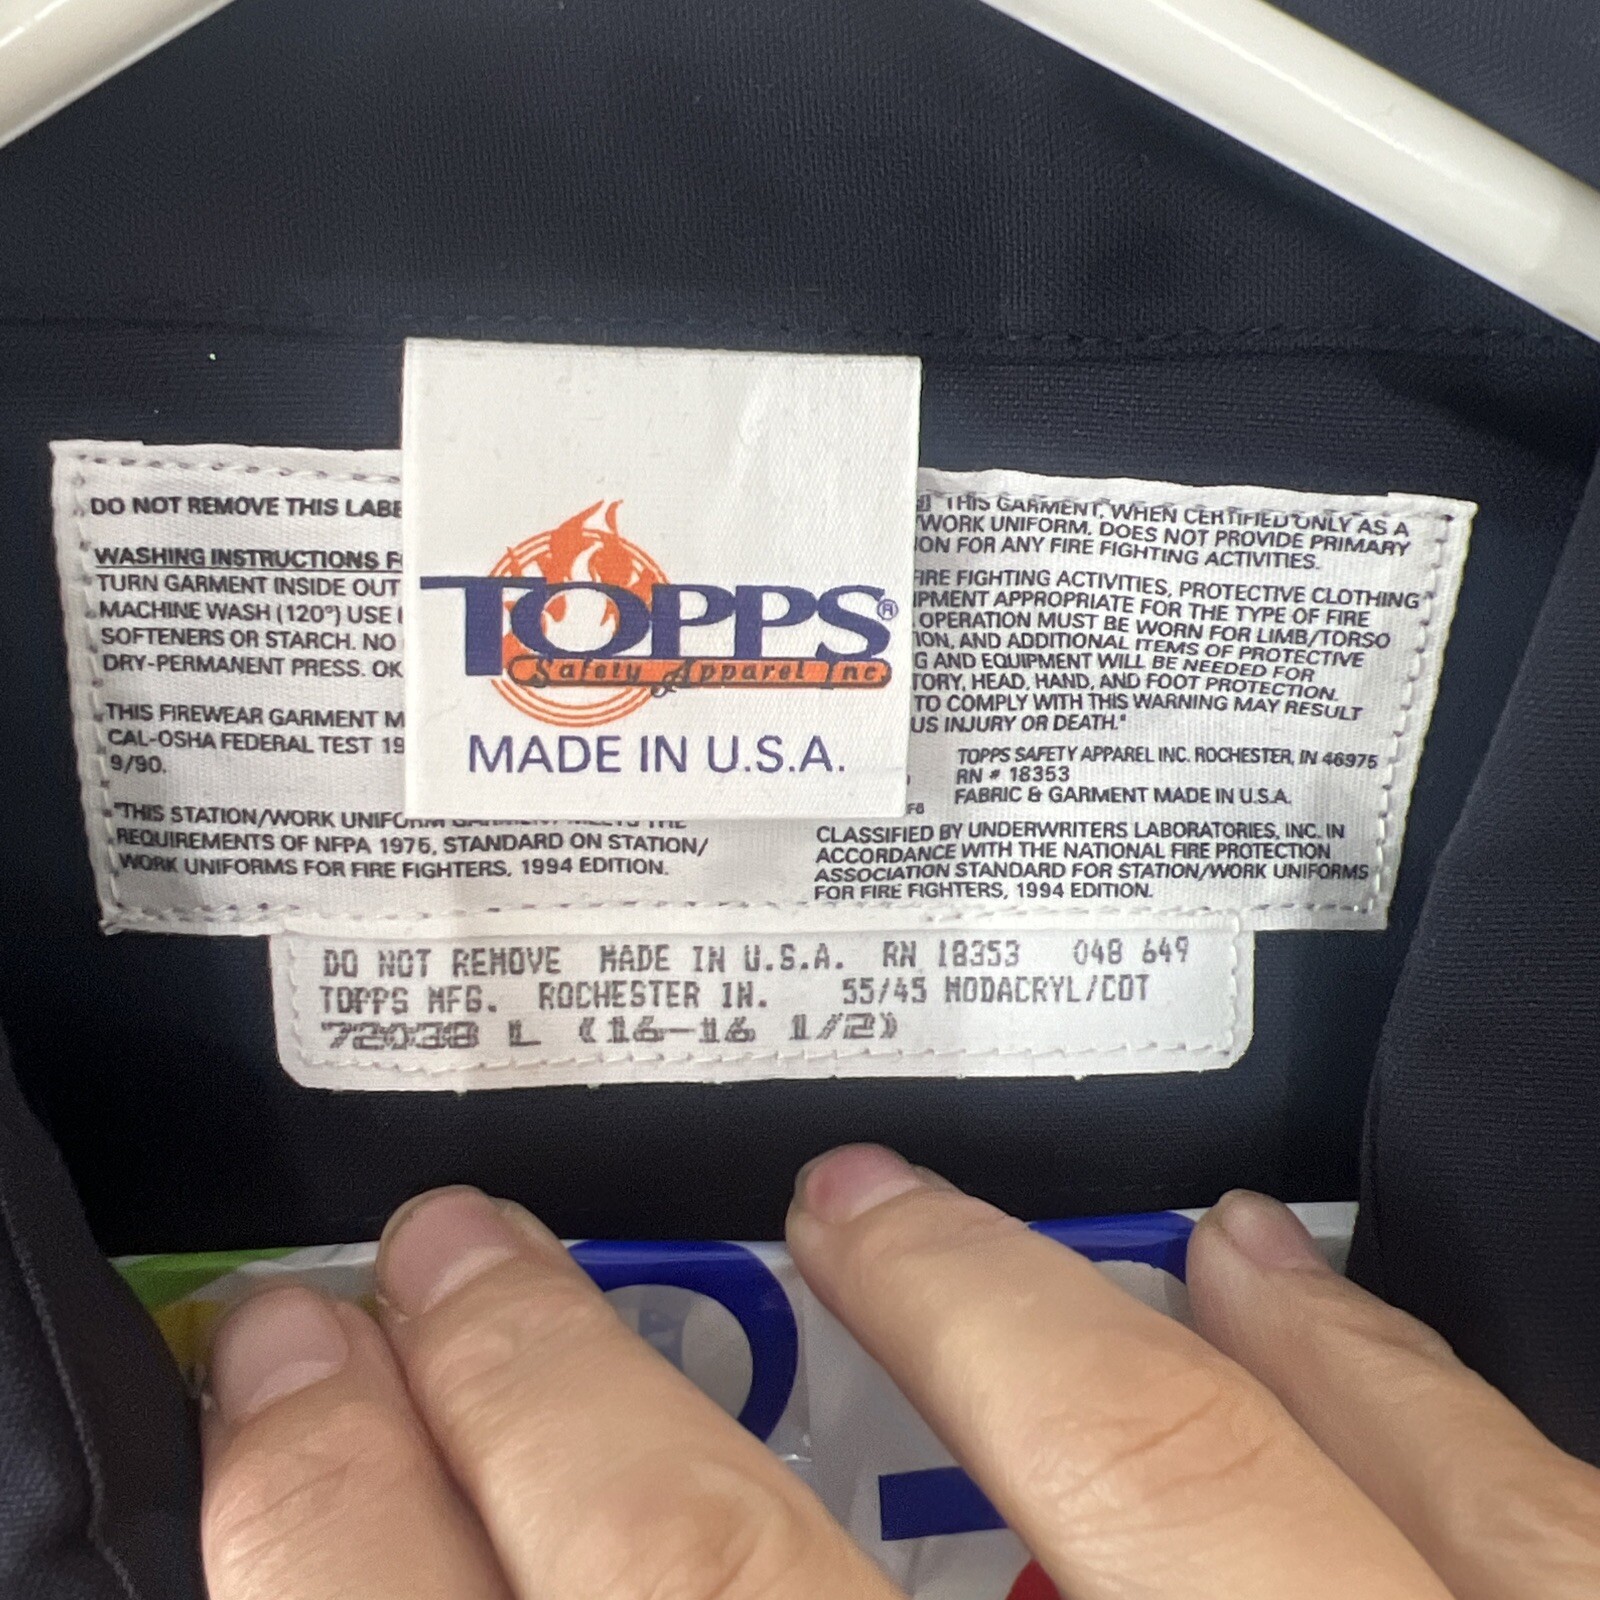 TOPPS®
Safety Apparel Inc
MADE IN U.S.A.
DO NOT REMOVE THIS LABE
WASHING INSTRUCTIONS F
TURN GARMENT INSIDE OUT
MACHINE WASH (120°) USE
SOFTENERS OR STARCH. NO
DRY-PERMANENT PRESS. OK
THIS FIREWEAR GARMENT M
CAL-OSHA FEDERAL TEST 19
9/90.
"THIS STATION/WORK UNIFORM GARMENT MEETS THE
REQUIREMENTS OF NFPA 1975, STANDARD ON STATION/
WORK UNIFORMS FOR FIRE FIGHTERS, 1994 EDITION.
"THIS GARMENT, WHEN CERTIFIED ONLY AS A
/WORK UNIFORM, DOES NOT PROVIDE PRIMARY
ON FOR ANY FIRE FIGHTING ACTIVITIES.
FIRE FIGHTING ACTIVITIES, PROTECTIVE CLOTHING
IPMENT APPROPRIATE FOR THE TYPE OF FIRE
OPERATION MUST BE WORN FOR LIMB/TORSO
ION, AND ADDITIONAL ITEMS OF PROTECTIVE
G AND EQUIPMENT WILL BE NEEDED FOR
TORY, HEAD, HAND, AND FOOT PROTECTION.
TO COMPLY WITH THIS WARNING MAY RESULT
US INJURY OR DEATH."
TOPPS SAFETY APPAREL INC. ROCHESTER, IN 46975
RN # 18353
FABRIC & GARMENT MADE IN U.S.A.
F6
CLASSIFIED BY UNDERWRITERS LABORATORIES, INC. IN
ACCORDANCE WITH THE NATIONAL FIRE PROTECTION
ASSOCIATION STANDARD FOR STATION/WORK UNIFORMS
FOR FIRE FIGHTERS, 1994 EDITION.
DO NOT REMOVE MADE IN U.S.A. RN 18353 048 649
TOPPS MFG. ROCHESTER IN. 55/45 MODACRYL/COT
72038 L (16-16 1/2)